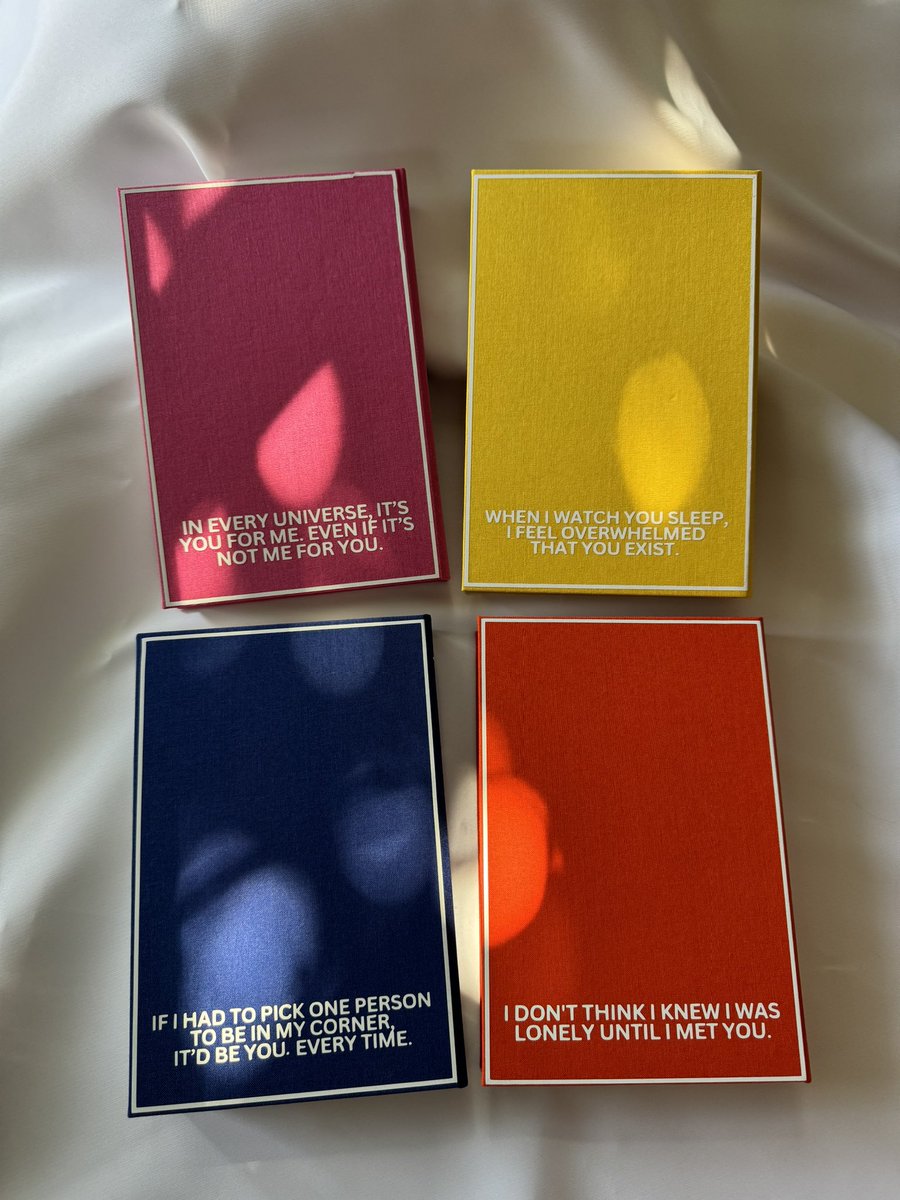 IN EVERY UNIVERSE, IT'S
YOU FOR ME. EVEN IF IT'S
NOT ME FOR YOU.
WHEN I WATCH YOU SLEEP,
I FEEL OVERWHELMED
THAT YOU EXIST.
IF I HAD TO PICK ONE PERSON
TO BE IN MY CORNER,
IT'D BE YOU. EVERY TIME.
I DON'T THINK I KNEW I WAS
LONELY UNTIL I MET YOU.